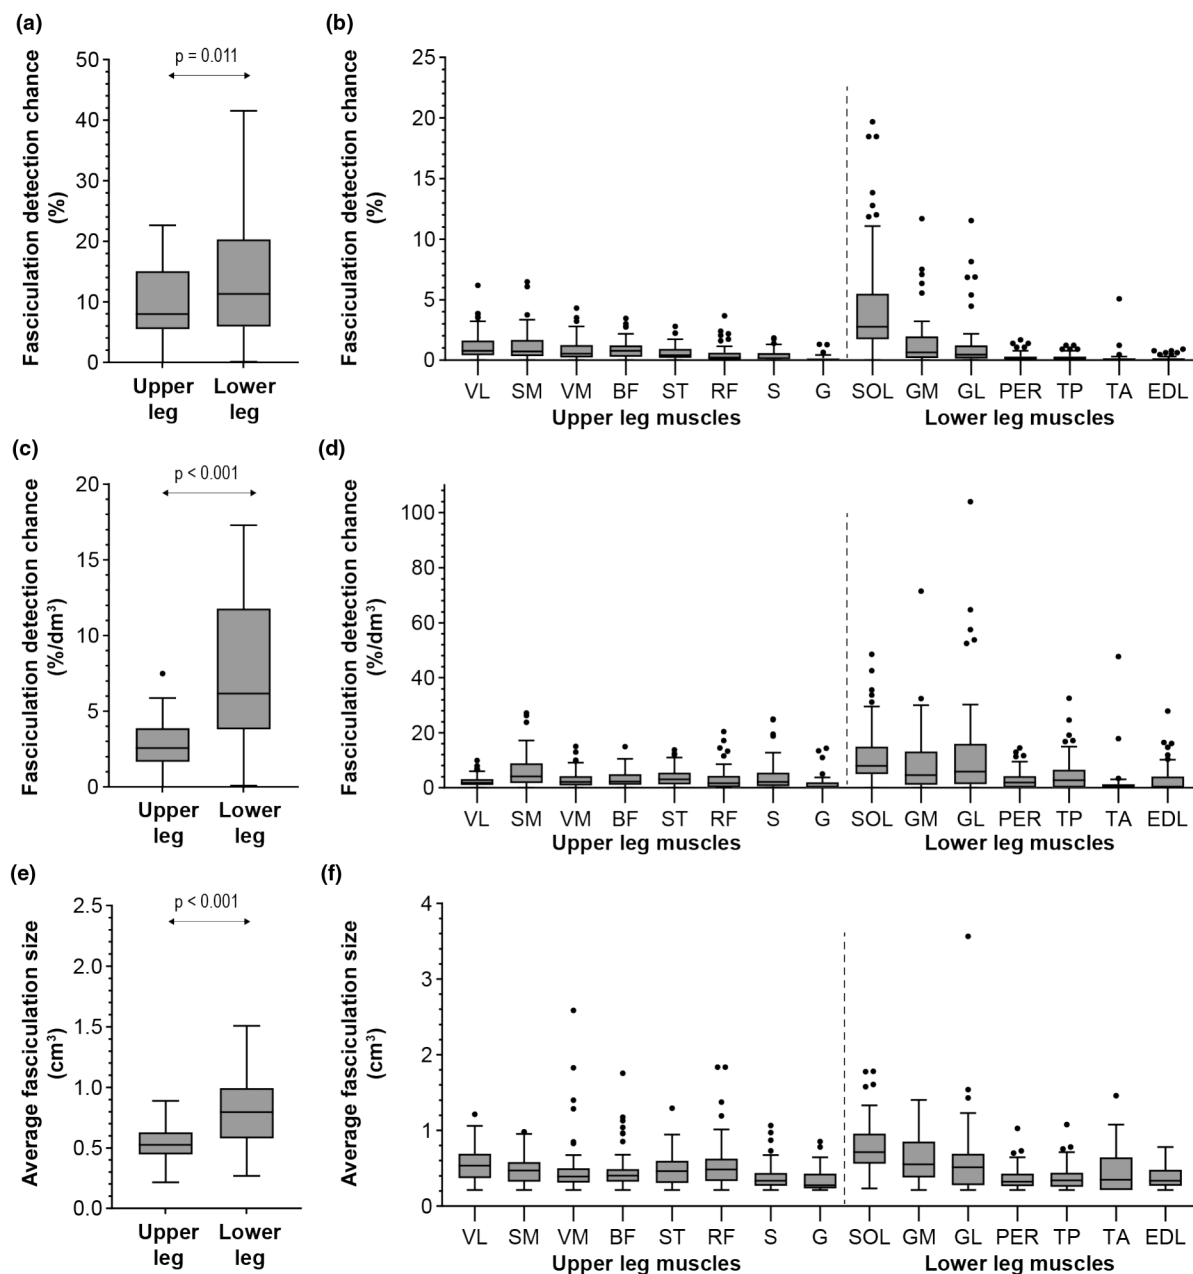 (a)
Fasciculation detection chance
(%)
50
40
30
20
10
0
p = 0.011
Upper
leg
Lower
leg
(b)
Fasciculation detection chance
(%)
25
20
15
10
5
0
VL SM VM BF ST RF S G SOL GM GL PER TP TA EDL
Upper leg muscles Lower leg muscles
(c)
Fasciculation detection chance
(%/dm³)
20
15
10
5
0
p < 0.001
Upper
leg
Lower
leg
(d)
Fasciculation detection chance
(%/dm³)
100
80
60
40
20
0
VL SM VM BF ST RF S G SOL GM GL PER TP TA EDL
Upper leg muscles Lower leg muscles
(e)
Average fasciculation size
(cm³)
2.5
2.0
1.5
1.0
0.5
0.0
p < 0.001
Upper
leg
Lower
leg
(f)
Average fasciculation size
(cm³)
4
3
2
1
0
VL SM VM BF ST RF S G SOL GM GL PER TP TA EDL
Upper leg muscles Lower leg muscles